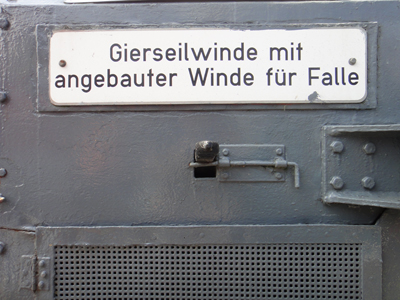 Gierseilwinde mit
angebauter Winde für Falle